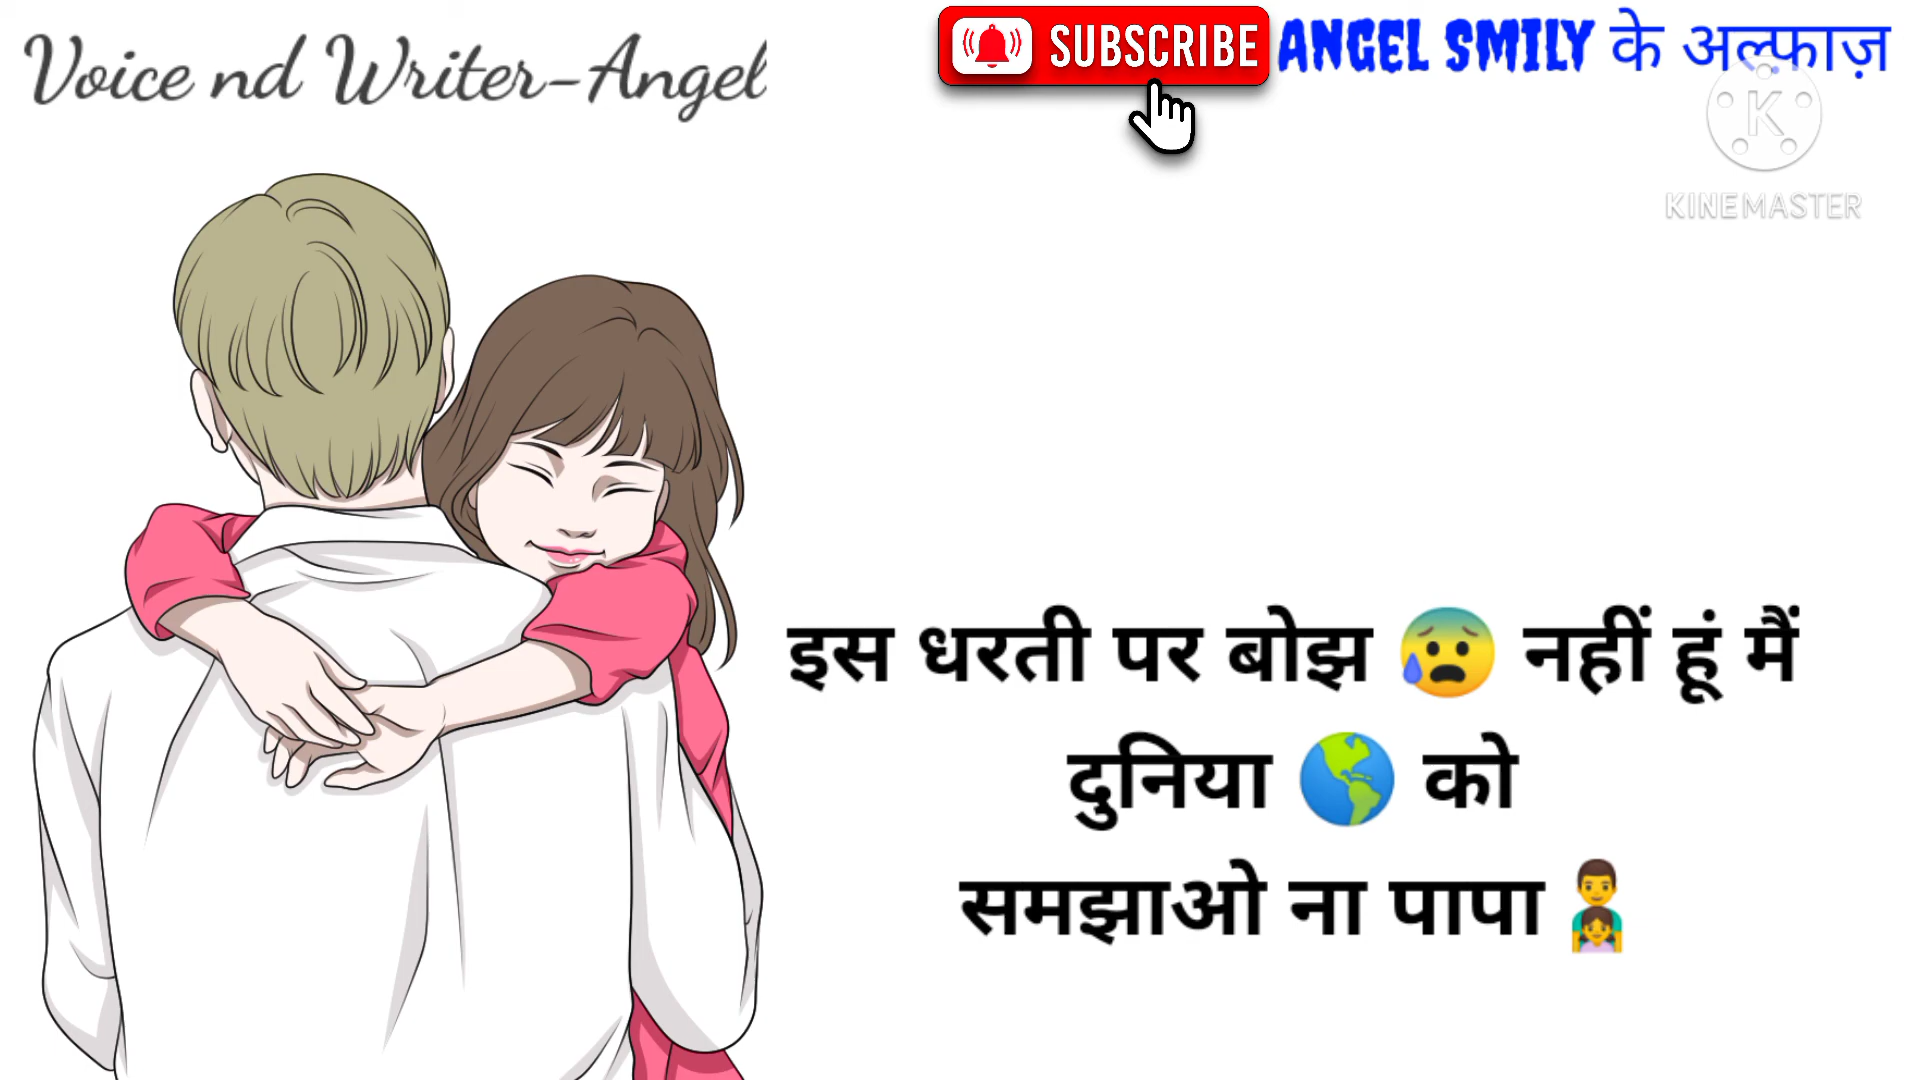 Voice nd Writer-Angel
SUBSCRIBE ANGEL SMILY के अल्फाज़
K
KINEMASTER
इस धरती पर बोझ 😰 नहीं हूं मैं
दुनिया 🌎 को
समझाओ ना पापा 👨‍👧